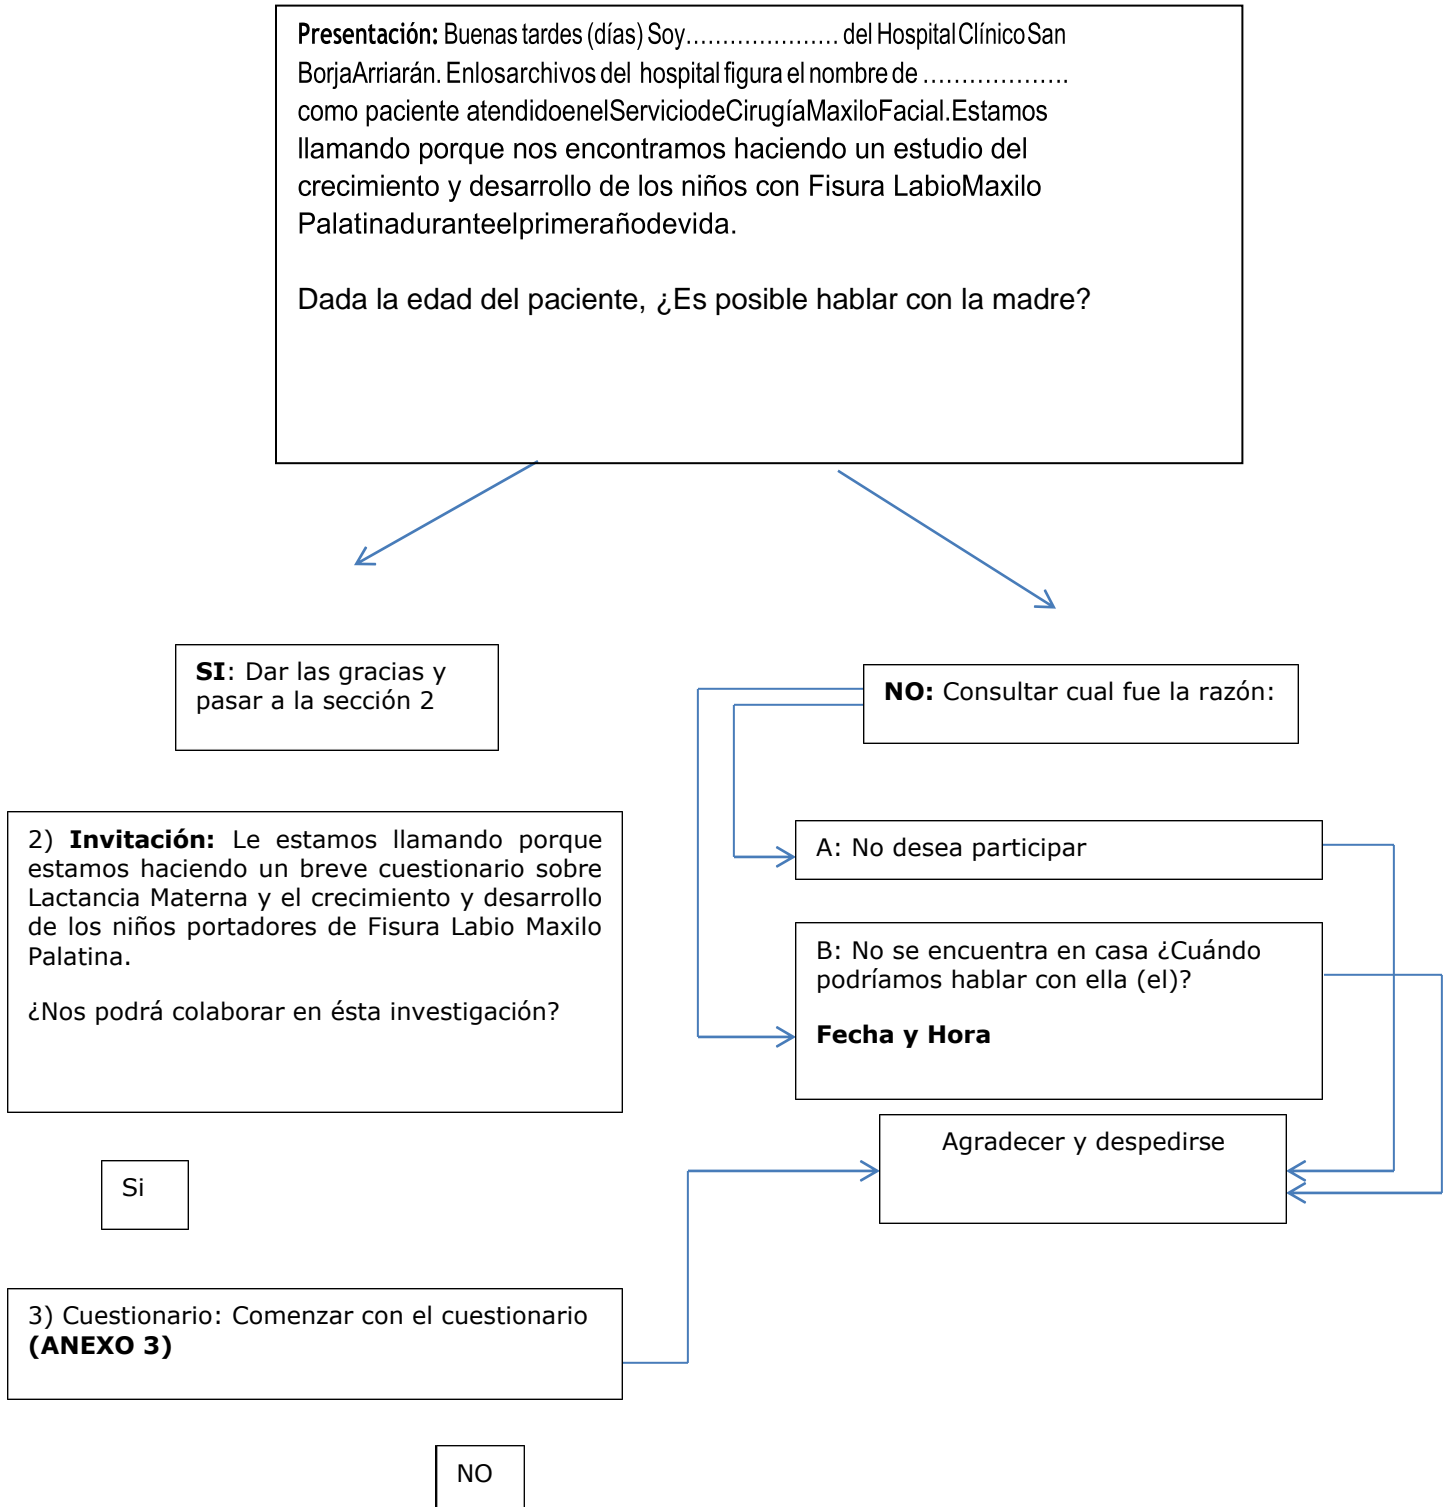 Presentación: Buenas tardes (días) Soy………………… del Hospital Clínico San
BorjaArriarán. Enlosarchivos del hospital figura el nombre de ……………….
como paciente atendidoenelServiciodeCirugíaMaxiloFacial.Estamos
llamando porque nos encontramos haciendo un estudio del
crecimiento y desarrollo de los niños con Fisura LabioMaxilo
Palatinaduranteelprimerañodevida.
Dada la edad del paciente, ¿Es posible hablar con la madre?
SI: Dar las gracias y
pasar a la sección 2
NO: Consultar cual fue la razón:
2) Invitación: Le estamos llamando porque
estamos haciendo un breve cuestionario sobre
Lactancia Materna y el crecimiento y desarrollo
de los niños portadores de Fisura Labio Maxilo
Palatina.
¿Nos podrá colaborar en ésta investigación?
A: No desea participar
B: No se encuentra en casa ¿Cuándo
podríamos hablar con ella (el)?
Fecha y Hora
Agradecer y despedirse
Si
3) Cuestionario: Comenzar con el cuestionario
(ANEXO 3)
NO